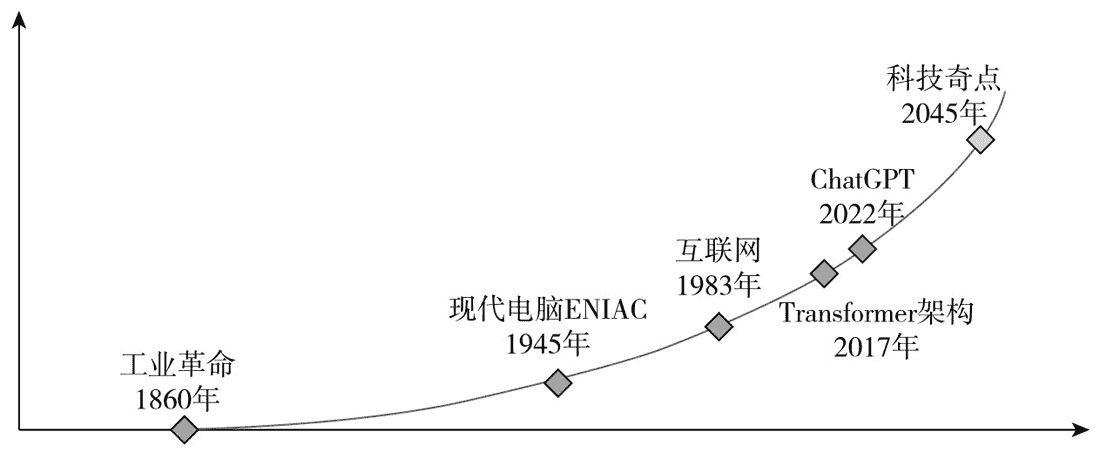 工业革命
1860年
现代电脑ENIAC
1945年
互联网
1983年
Transformer架构
2017年
ChatGPT
2022年
科技奇点
2045年